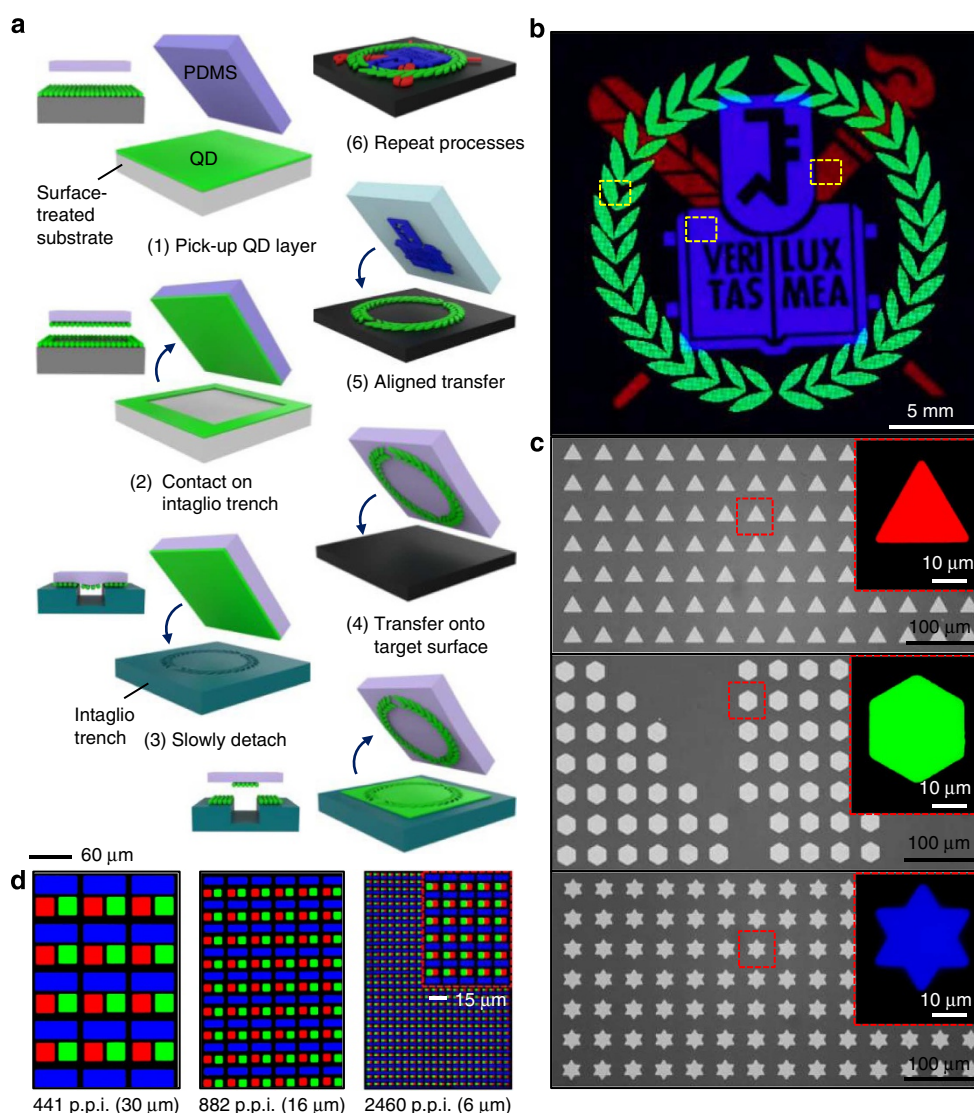 a
PDMS
QD
Surface-
treated
substrate
(1) Pick-up QD layer
(2) Contact on
intaglio trench
Intaglio
trench
(3) Slowly detach
(4) Transfer onto
target surface
(5) Aligned transfer
(6) Repeat processes
b
VERI
TAS
LUX
MEA
5 mm
c
10 μm
100 μm
10 μm
100 μm
10 μm
100 μm
d
60 μm
15 μm
441 p.p.i. (30 μm)
882 p.p.i. (16 μm)
2460 p.p.i. (6 μm)